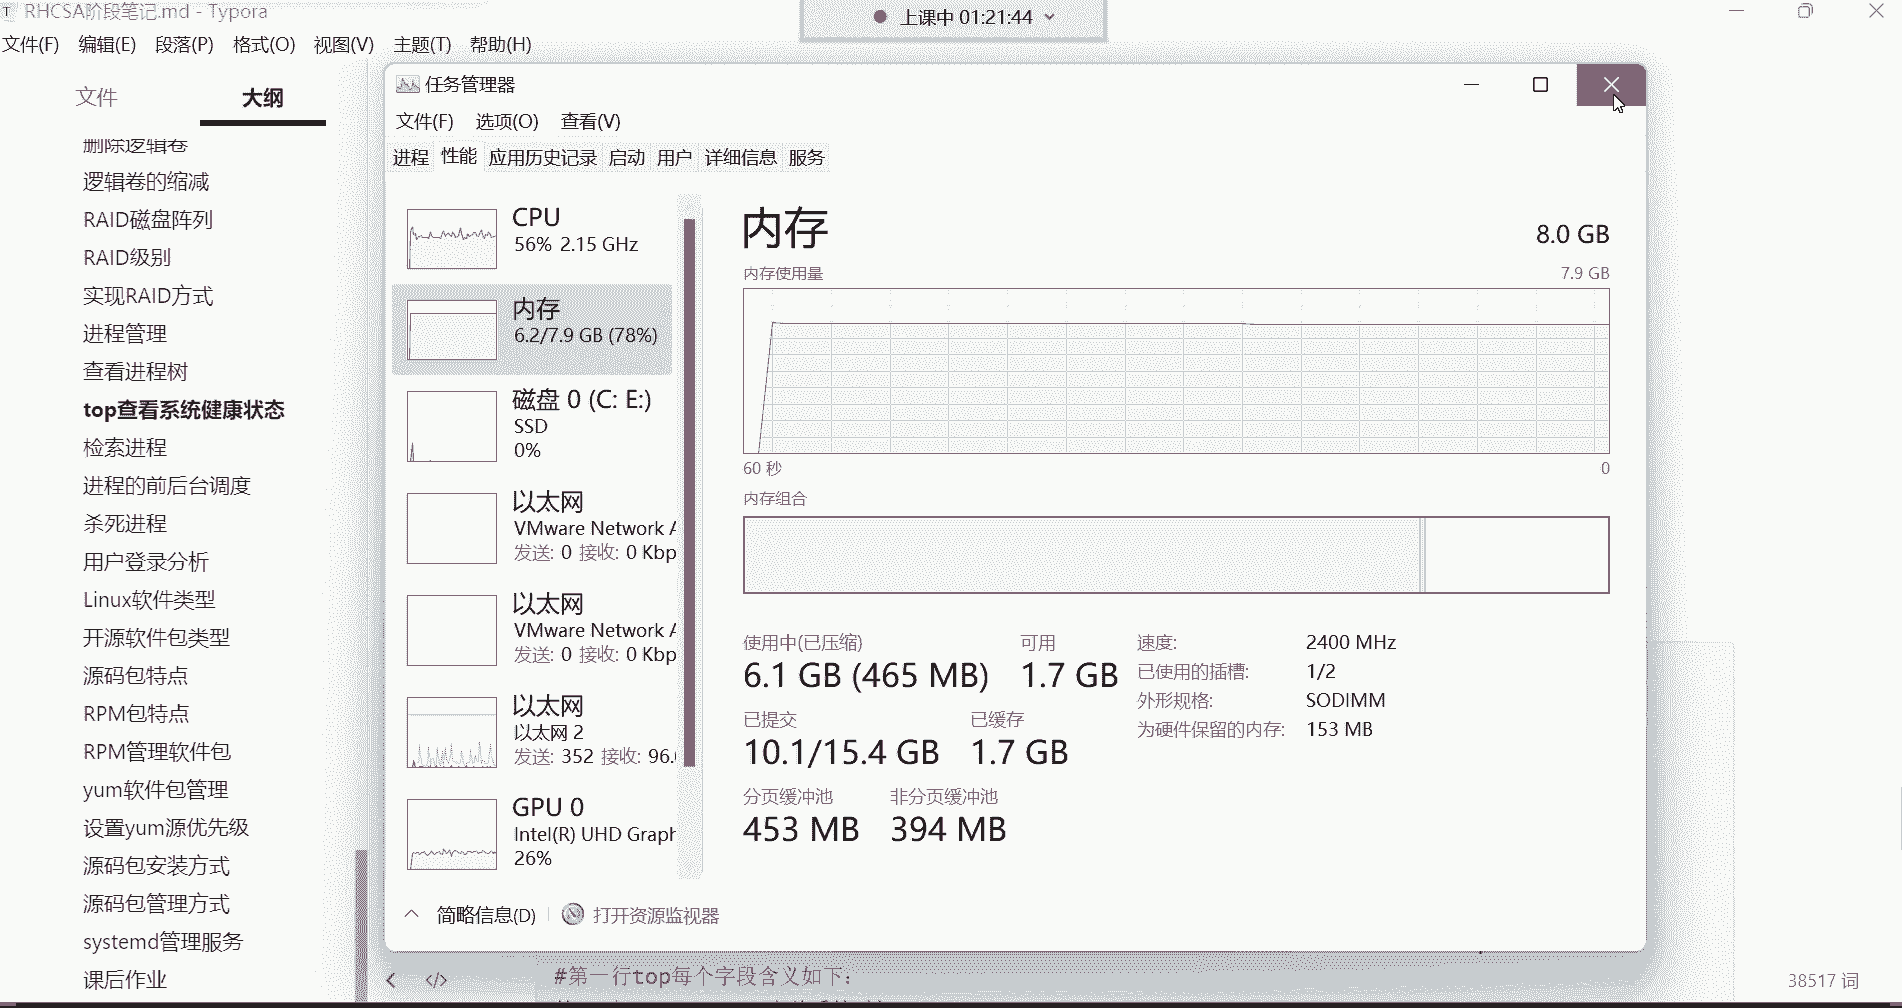 RHCSA阶段笔记.md - Typora
上课中 01:21:44
文件(F) 编辑(E) 段落(P) 格式(O) 视图(V) 主题(T) 帮助(H)
文件 大纲
删除逻辑卷
逻辑卷的缩减
RAID磁盘阵列
RAID级别
实现RAID方式
进程管理
查看进程树
top查看系统健康状态
检索进程
进程的前后台调度
杀死进程
用户登录分析
Linux软件类型
开源软件包类型
源码包特点
RPM包特点
RPM管理软件包
yum软件包管理
设置yum源优先级
源码包安装方式
源码包管理方式
systemd管理服务
课后作业
任务管理器
文件(F) 选项(O) 查看(V)
进程 性能 应用历史记录 启动 用户 详细信息 服务
CPU
56% 2.15 GHz
内存
6.2/7.9 GB (78%)
磁盘 0 (C: E:)
SSD
0%
以太网
VMware Network A
发送: 0 接收: 0 Kbp
以太网
VMware Network A
发送: 0 接收: 0 Kbp
以太网
以太网 2
发送: 352 接收: 96.
GPU 0
Intel(R) UHD Graph
26%
内存 8.0 GB
内存使用量 7.9 GB
60 秒 0
内存组合
使用中(已压缩) 可用
6.1 GB (465 MB) 1.7 GB
已提交 已缓存
10.1/15.4 GB 1.7 GB
分页缓冲池 非分页缓冲池
453 MB 394 MB
速度: 2400 MHz
已使用的插槽: 1/2
外形规格: SODIMM
为硬件保留的内存: 153 MB
简略信息(D) 打开资源监视器
#第一行top每个字段含义如下:
38517 词